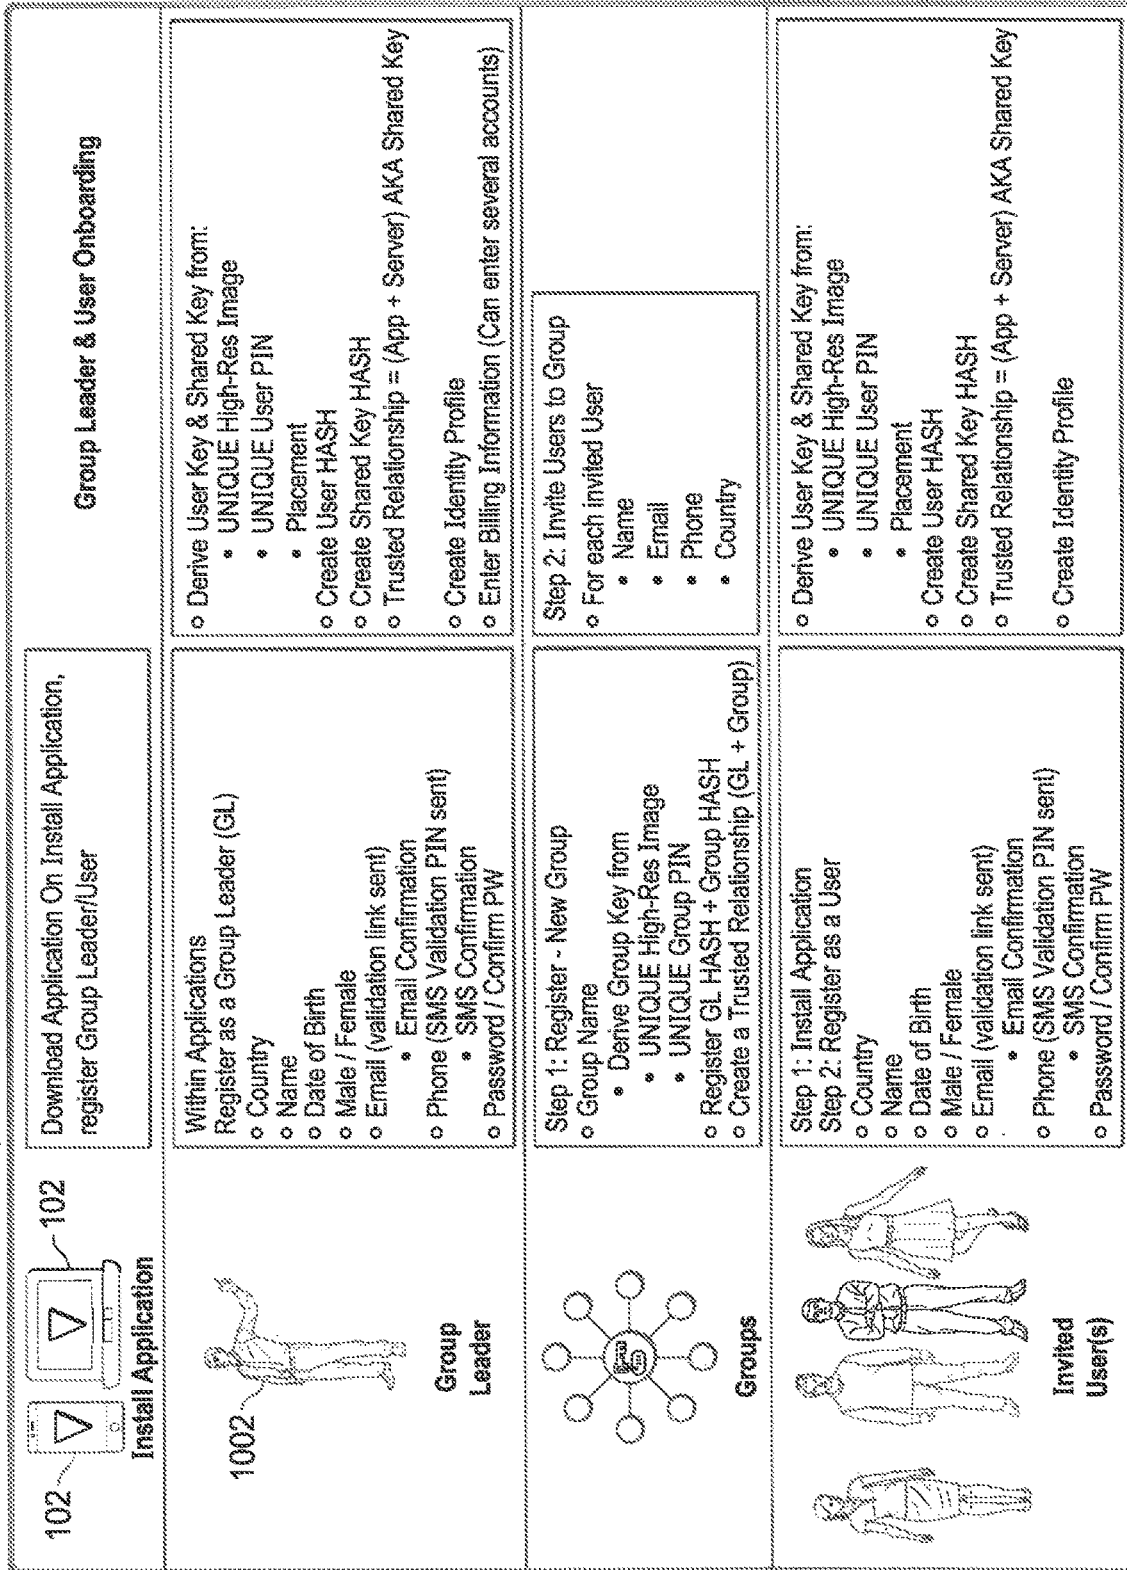 102
102
Install Application
Download Application On Install Application,
register Group Leader/User
Group Leader & User Onboarding
1002
Group
Leader
Within Applications
Register as a Group Leader (GL)
o Country
o Name
o Date of Birth
o Male / Female
o Email (validation link sent)
• Email Confirmation
o Phone (SMS Validation PIN sent)
• SMS Confirmation
o Password / Confirm PW
o Derive User Key & Shared Key from:
• UNIQUE High-Res Image
• UNIQUE User PIN
• Placement
o Create User HASH
o Create Shared Key HASH
o Trusted Relationship = (App + Server) AKA Shared Key
o Create Identity Profile
o Enter Billing Information (Can enter several accounts)
Groups
Step 1: Register - New Group
o Group Name
• Derive Group Key from
• UNIQUE High-Res Image
• UNIQUE Group PIN
o Register GL HASH + Group HASH
o Create a Trusted Relationship (GL + Group)
Step 2: Invite Users to Group
o For each invited User
• Name
• Email
• Phone
• Country
Invited
User(s)
Step 1: Install Application
Step 2: Register as a User
o Country
o Name
o Date of Birth
o Male / Female
o Email (validation link sent)
• Email Confirmation
o Phone (SMS Validation PIN sent)
• SMS Confirmation
o Password / Confirm PW
o Derive User Key & Shared Key from:
• UNIQUE High-Res Image
• UNIQUE User PIN
• Placement
o Create User HASH
o Create Shared Key HASH
o Trusted Relationship = (App + Server) AKA Shared Key
o Create Identity Profile